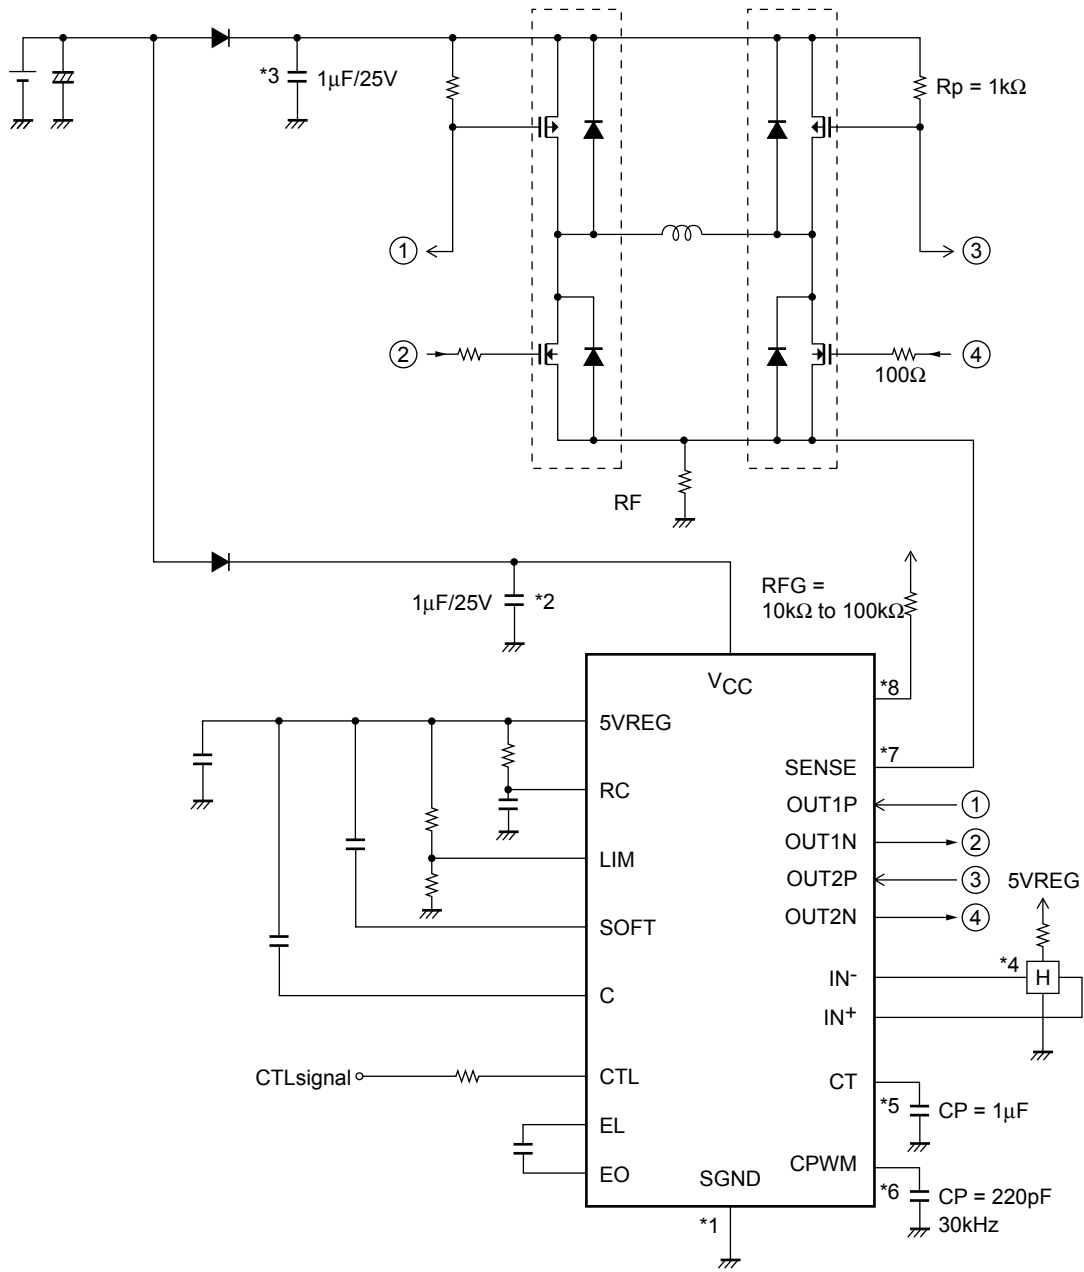 *3
1μF/25V
Rp = 1kΩ
1
3
2
4
100Ω
RF
1μF/25V
*2
RFG =
10kΩ to 100kΩ
VCC
*8
5VREG
*7
SENSE
RC
OUT1P
1
OUT1N
2
LIM
OUT2P
3
5VREG
OUT2N
4
SOFT
*4
IN-
H
C
IN+
CTLsignal
CTL
CT
*5
CP = 1μF
EL
CPWM
EO
SGND
*6
CP = 220pF
30kHz
*1